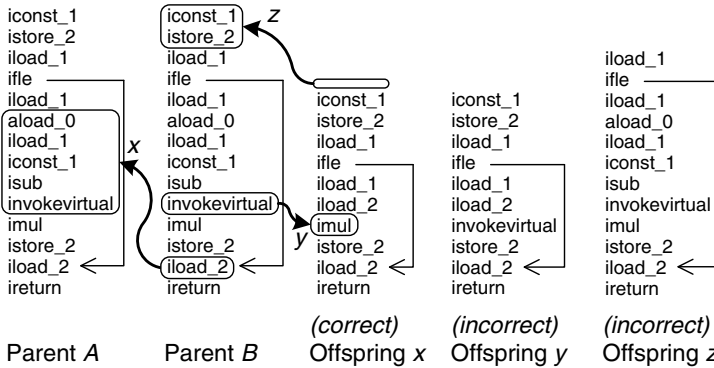 iconst_1
istore_2
iload_1
ifle
iload_1
aload_0
iload_1
iconst_1
isub
invokevirtual
imul
istore_2
iload_2
ireturn
Parent A
x
iconst_1
istore_2
iload_1
ifle
iload_1
aload_0
iload_1
iconst_1
isub
invokevirtual
imul
istore_2
iload_2
ireturn
Parent B
z
y
iconst_1
istore_2
iload_1
ifle
iload_1
iload_2
imul
istore_2
iload_2
ireturn
(correct)
Offspring x
iconst_1
istore_2
iload_1
ifle
iload_1
iload_2
invokevirtual
istore_2
iload_2
ireturn
(incorrect)
Offspring y
iload_1
ifle
iload_1
aload_0
iload_1
iconst_1
isub
invokevirtual
imul
istore_2
iload_2
ireturn
(incorrect)
Offspring z